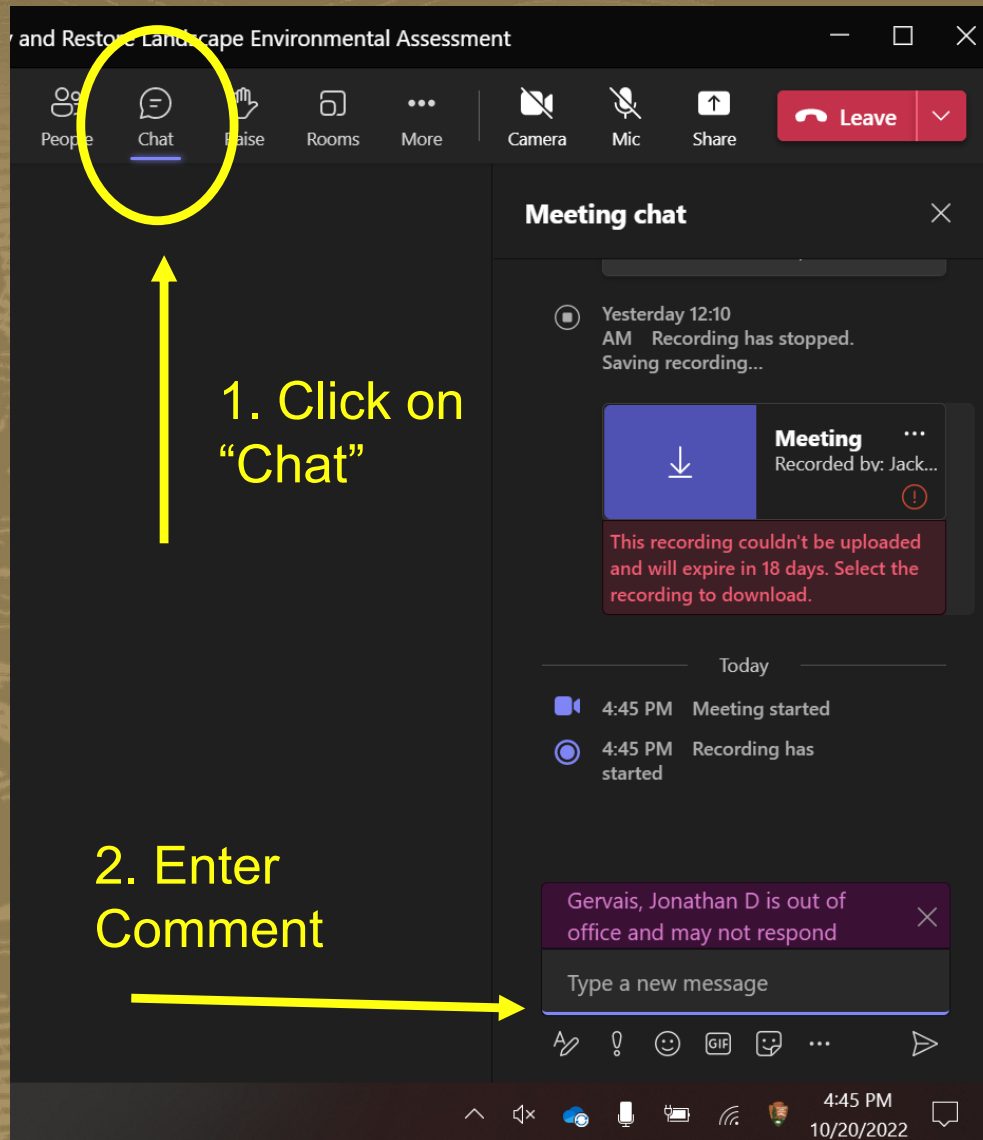 and Restore Landscape Environmental Assessment
People
Chat
Raise
Rooms
More
Camera
Mic
Share
Leave
Meeting chat
Yesterday 12:10
AM Recording has stopped.
Saving recording...
Meeting
Recorded by: Jack...
This recording couldn't be uploaded
and will expire in 18 days. Select the
recording to download.
1. Click on
“Chat”
Today
4:45 PM Meeting started
4:45 PM Recording has
started
2. Enter
Comment
Gervais, Jonathan D is out of
office and may not respond
Type a new message
GIF
4:45 PM
10/20/2022